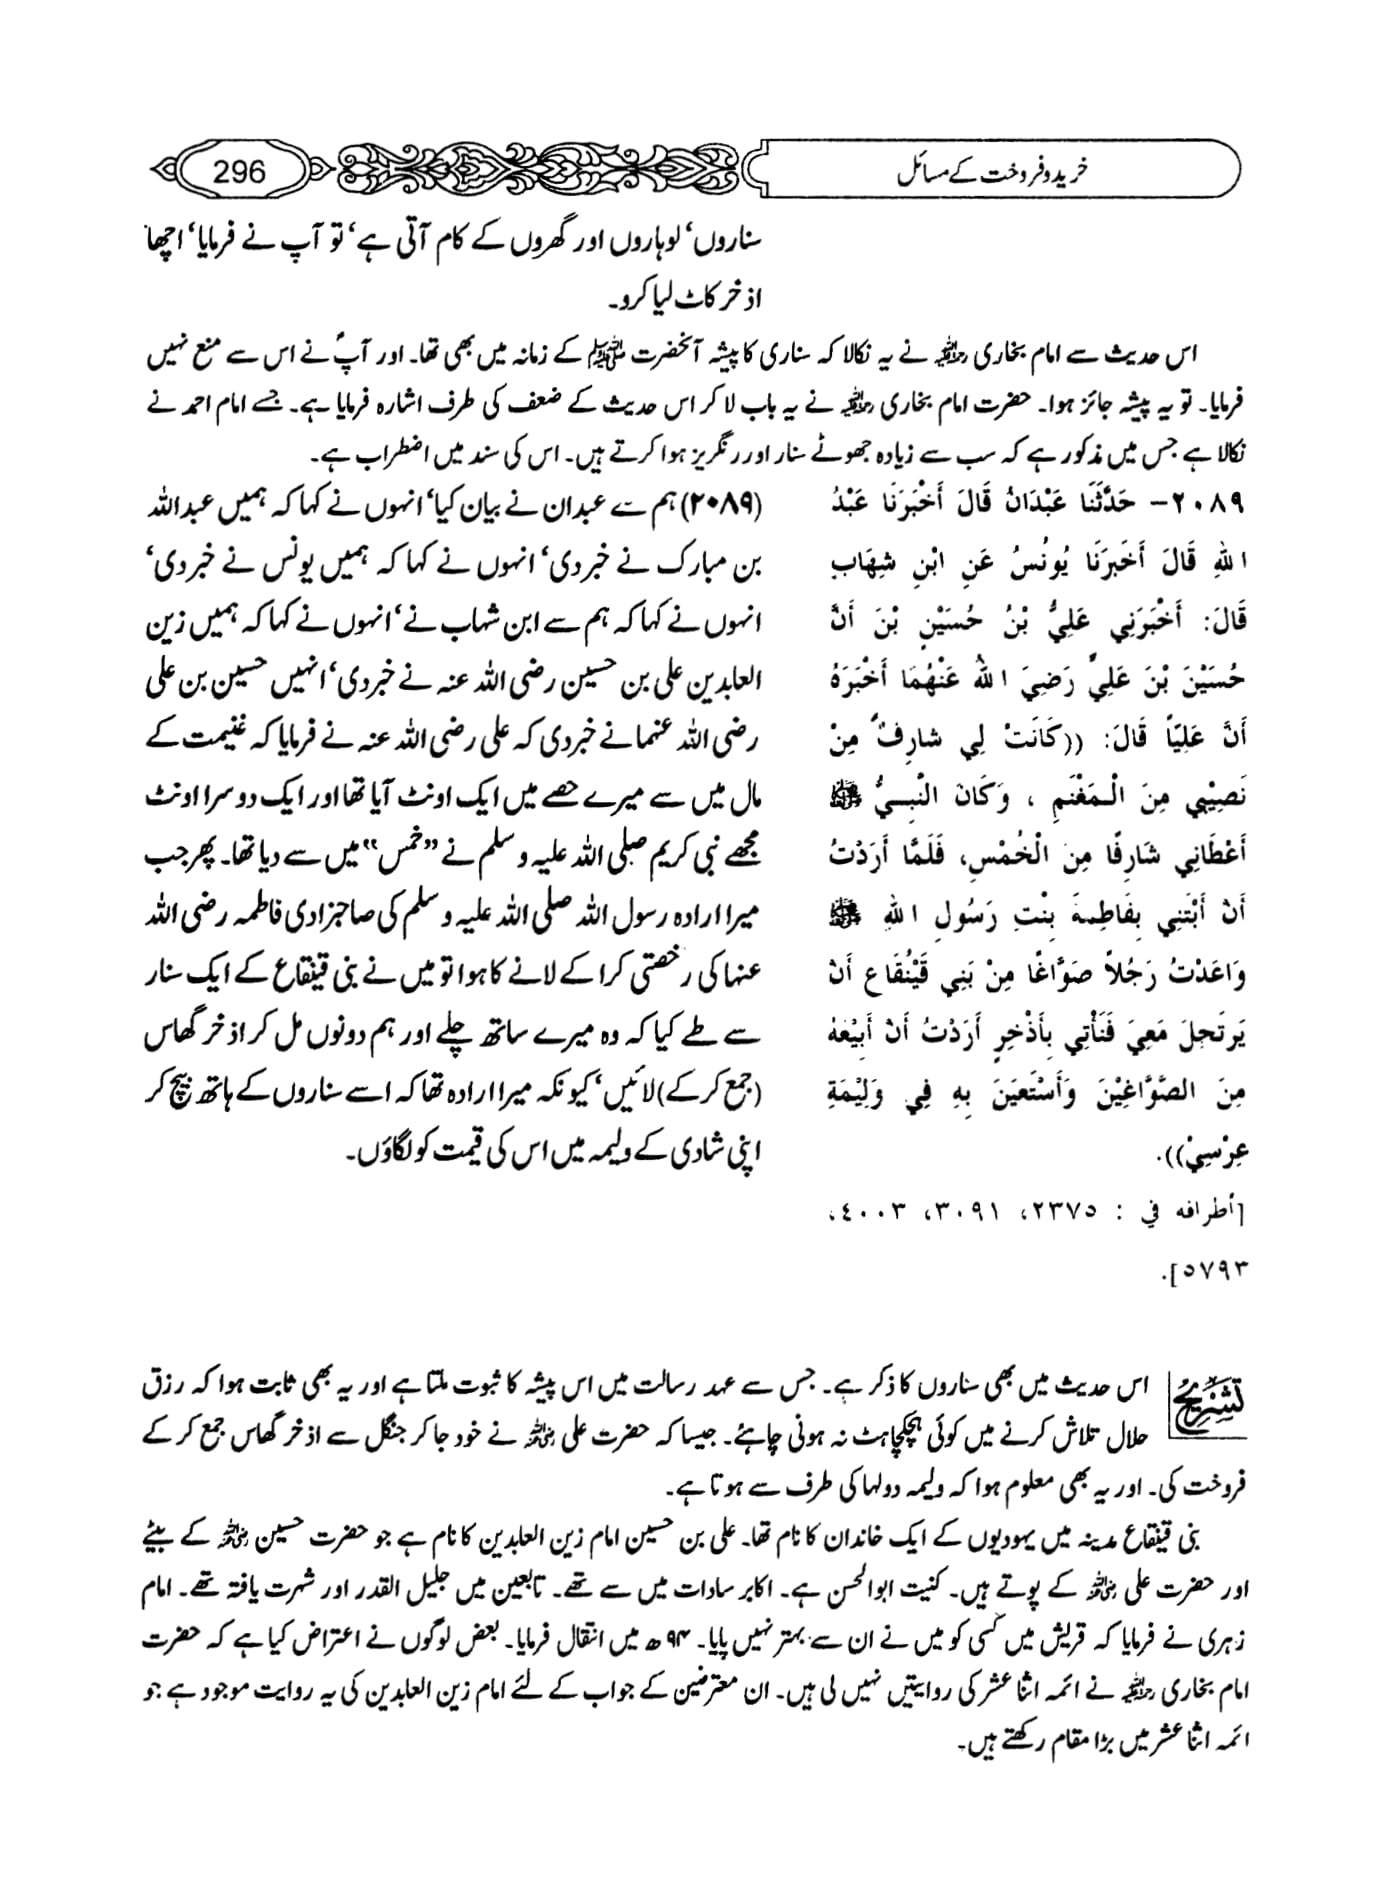 خرید و فروخت کے مسائل
296
سناروں‘ لوہاروں اور گھروں کے کام آتی ہے‘ تو آپ نے فرمایا‘ اچھا
اذخر کاٹ لیا کرو۔
اس حدیث سے امام بخاری رحمہ اللہ نے یہ نکالا کہ سناری کا پیشہ آنحضرت صلی اللہ علیہ وسلم کے زمانہ میں بھی تھا۔ اور آپؐ نے اس سے منع نہیں
فرمایا۔ تو یہ پیشہ جائز ہوا۔ حضرت امام بخاری رحمہ اللہ نے یہ باب لا کر اس حدیث کے ضعف کی طرف اشارہ فرمایا ہے۔ جسے امام احمد نے
نکالا ہے جس میں مذکور ہے کہ سب سے زیادہ جھوٹے سنار اور رنگریز ہوا کرتے ہیں۔ اس کی سند میں اضطراب ہے۔
٢٠٨٩- حَدَّثَنَا عَبْدَانُ قَالَ أَخْبَرَنَا عَبْدُ
اللهِ قَالَ أَخْبَرَنَا يُونُسُ عَنِ ابْنِ شِهَابٍ
قَالَ: أَخْبَرَنِي عَلِيُّ بْنُ حُسَيْنٍ بْنَ أَنَّ
حُسَيْنَ بْنَ عَلِيٍّ رَضِيَ اللهُ عَنْهُمَا أَخْبَرَهُ
أَنَّ عَلِيّاً قَالَ: ((كَانَتْ لِي شارِفٌ مِنْ
نَصِيْبِي مِنَ الْمَغْنَمِ ، وَكَانَ النَّبِيُّ ﷺ
أَعْطَانِي شَارِفًا مِنَ الْخُمْسِ، فَلَمَّا أَرَدْتُ
أَنْ أَبْتَنِي بِفَاطِمَةَ بِنْتِ رَسُولِ اللهِ ﷺ
وَاعَدْتُ رَجُلاً صَوَّاغًا مِنْ بَنِي قَيْنُقَاعٍ أَنْ
يَرتَحِلَ مَعِيَ فَنَأْتِي بِأَذْخِرٍ أَرَدْتُ أَنْ أَبِيْعَهُ
مِنَ الصَّوَّاغِيْنَ وَأَسْتَعِيَنَ بِهِ فِي وَلِيْمَةِ
عِرْسِيْ)).
[أطرافه في : ٢٣٧٥، ٣٠٩١، ٤٠٠٣،
٥٧٩٣].
(۲۰۸۹) ہم سے عبدان نے بیان کیا‘ انہوں نے کہا کہ ہمیں عبداللہ
بن مبارک نے خبر دی‘ انہوں نے کہا کہ ہمیں یونس نے خبر دی‘
انہوں نے کہا کہ ہم سے ابن شہاب نے‘ انہوں نے کہا کہ ہمیں زین
العابدین علی بن حسین رضی اللہ عنہ نے خبر دی‘ انہیں حسین بن علی
رضی اللہ عنہما نے خبر دی کہ علی رضی اللہ عنہ نے فرمایا کہ غنیمت کے
مال میں سے میرے حصے میں ایک اونٹ آیا تھا اور ایک دوسرا اونٹ
مجھے نبی کریم صلی اللہ علیہ و سلم نے ”خمس“ میں سے دیا تھا۔ پھر جب
میرا ارادہ رسول اللہ صلی اللہ علیہ و سلم کی صاحبزادی فاطمہ رضی اللہ
عنہا کی رخصتی کرا کے لانے کا ہوا تو میں نے بنی قینقاع کے ایک سنار
سے طے کیا کہ وہ میرے ساتھ چلے اور ہم دونوں مل کر اذخر گھاس
(جمع کر کے) لائیں‘ کیونکہ میرا ارادہ تھا کہ اسے سناروں کے ہاتھ بیچ کر
اپنی شادی کے ولیمہ میں اس کی قیمت کو لگاؤں۔
تشریح اس حدیث میں بھی سناروں کا ذکر ہے۔ جس سے عہد رسالت میں اس پیشہ کا ثبوت ملتا ہے اور یہ بھی ثابت ہوا کہ رزق
حلال تلاش کرنے میں کوئی ہچکچاہٹ نہ ہونی چاہئے۔ جیسا کہ حضرت علی رضی اللہ عنہ نے خود جا کر جنگل سے اذخر گھاس جمع کر کے
فروخت کی۔ اور یہ بھی معلوم ہوا کہ ولیمہ دولہا کی طرف سے ہوتا ہے۔
بنی قینقاع مدینہ میں یہودیوں کے ایک خاندان کا نام تھا۔ علی بن حسین امام زین العابدین کا نام ہے جو حضرت حسین رضی اللہ عنہ کے بیٹے
اور حضرت علی رضی اللہ عنہ کے پوتے ہیں۔ کنیت ابوالحسن ہے۔ اکابر سادات میں سے تھے۔ تابعین میں جلیل القدر اور شہرت یافتہ تھے۔ امام
زہری نے فرمایا کہ قریش میں کسی کو میں نے ان سے بہتر نہیں پایا۔ ۹۴ ھ میں انتقال فرمایا۔ بعض لوگوں نے اعتراض کیا ہے کہ حضرت
امام بخاری رحمہ اللہ نے ائمہ اثنا عشر کی روایتیں نہیں لی ہیں۔ ان معترضین کے جواب کے لئے امام زین العابدین کی یہ روایت موجود ہے جو
ائمہ اثنا عشر میں بڑا مقام رکھتے ہیں۔